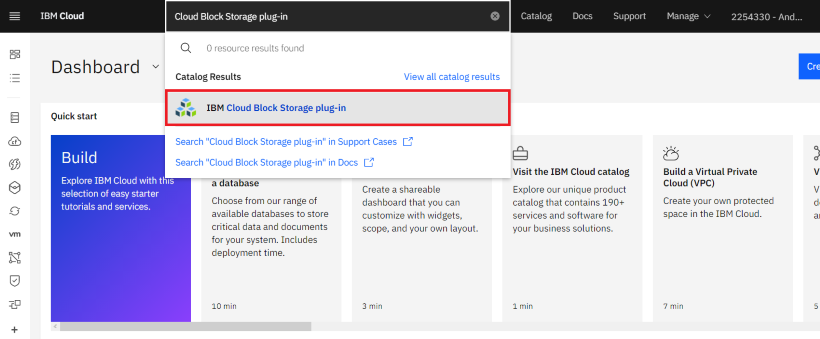 IBM Cloud
Cloud Block Storage plug-in
Catalog
Docs
Support
Manage
2254330 - And...
0 resource results found
Catalog Results
View all catalog results
IBM Cloud Block Storage plug-in
Search "Cloud Block Storage plug-in" in Support Cases
Search "Cloud Block Storage plug-in" in Docs
Dashboard
Cre
Quick start
Build
Explore IBM Cloud with this
selection of easy starter
tutorials and services.
a database
Choose from our range of
available databases to store
critical data and documents
for your system. Includes
deployment time.
10 min
Create a shareable
dashboard that you can
customize with widgets,
scope, and your own layout.
3 min
Visit the IBM Cloud catalog
Explore our unique product
catalog that contains 190+
services and software for
your business solutions.
1 min
Build a Virtual Private
Cloud (VPC)
Create your own protected
space in the IBM Cloud.
7 min
5
vm